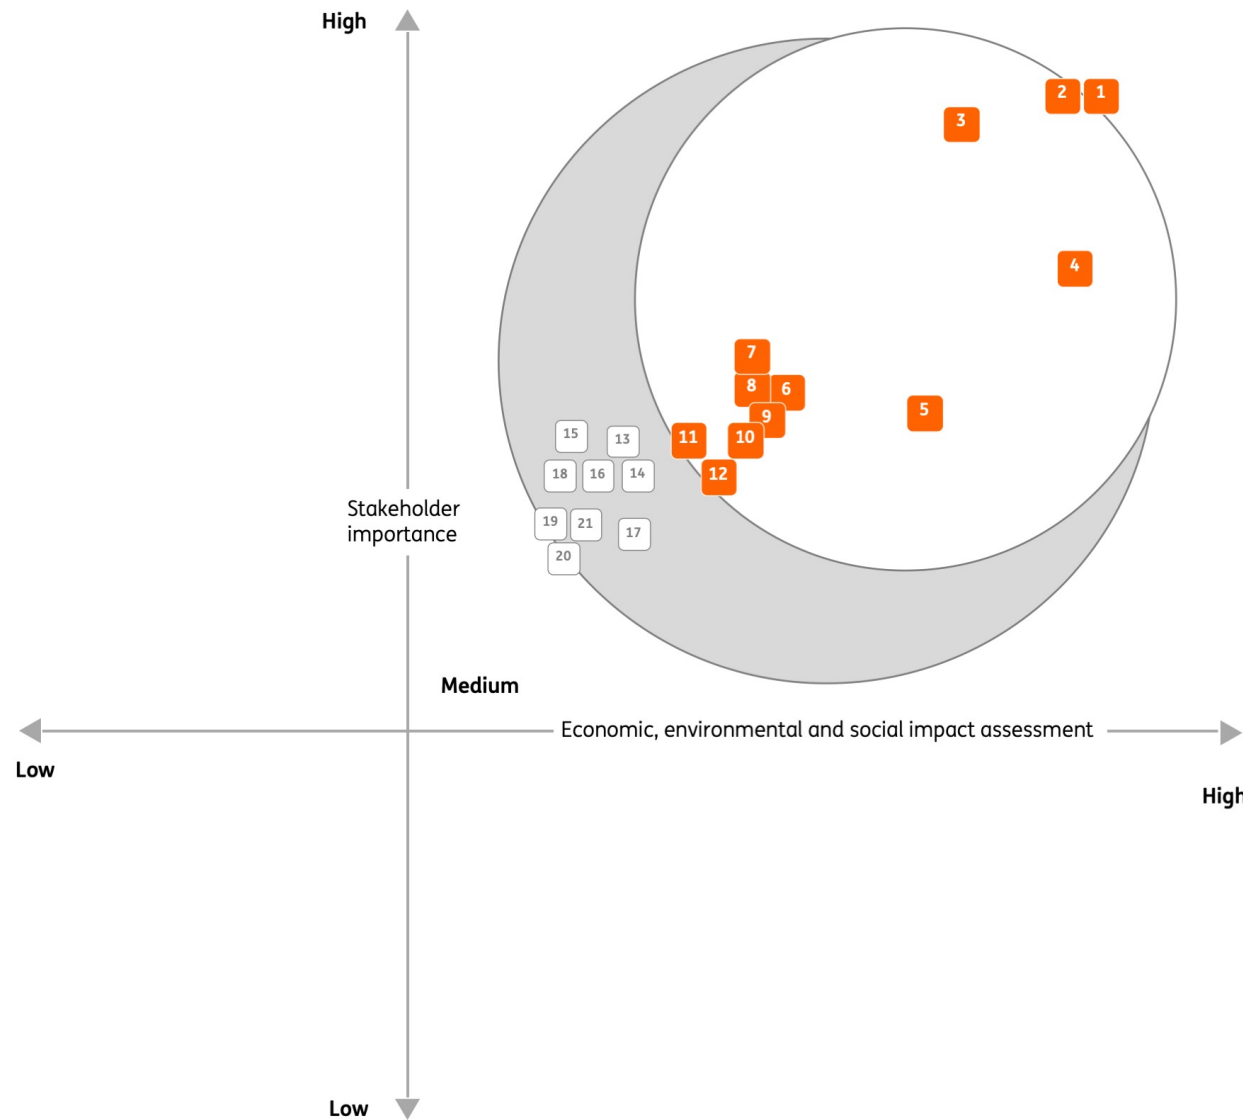 High
2 1
3
4
7
8 6
9
5
15 13
11 10
18 16 14
12
Stakeholder
importance
19 21 17
20
Medium
Economic, environmental and social impact assessment
Low
High
Low